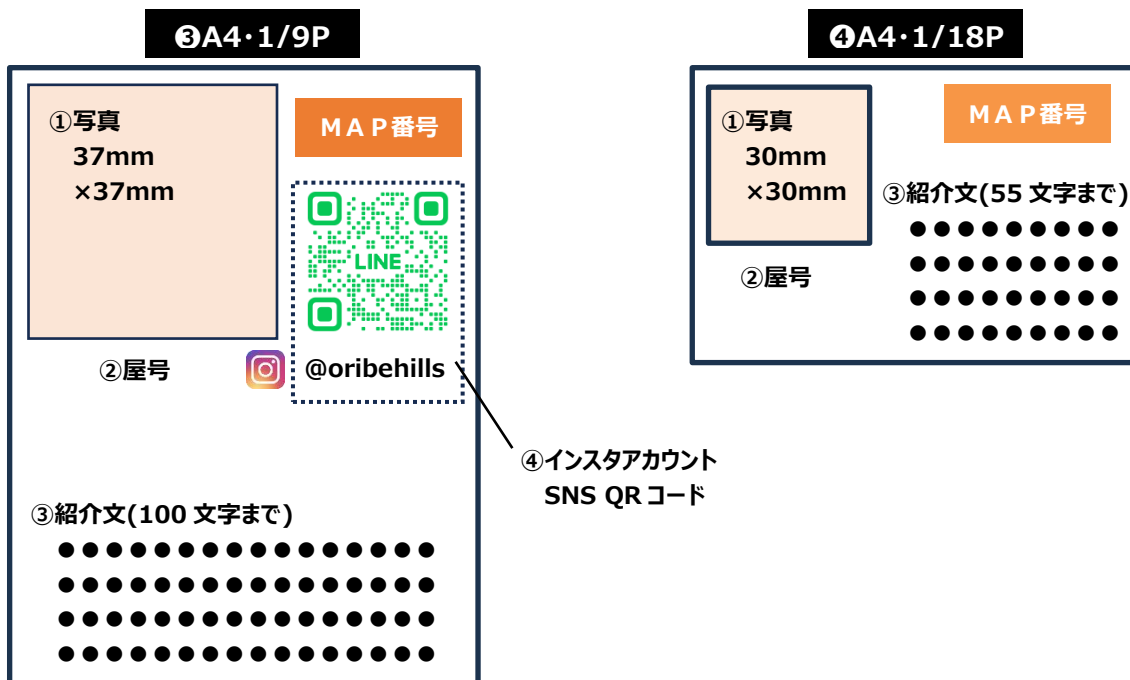 ❸A4・1/9P
①写真
37mm
×37mm
MAP番号
LINE
②屋号
@oribehills
④インスタアカウント
SNS QRコード
③紹介文(100 文字まで)
●●●●●●●●●●●●●●●●
●●●●●●●●●●●●●●●●
●●●●●●●●●●●●●●●●
●●●●●●●●●●●●●●●●
❹A4・1/18P
①写真
30mm
×30mm
MAP番号
②屋号
③紹介文(55 文字まで)
●●●●●●●●●
●●●●●●●●●
●●●●●●●●●
●●●●●●●●●